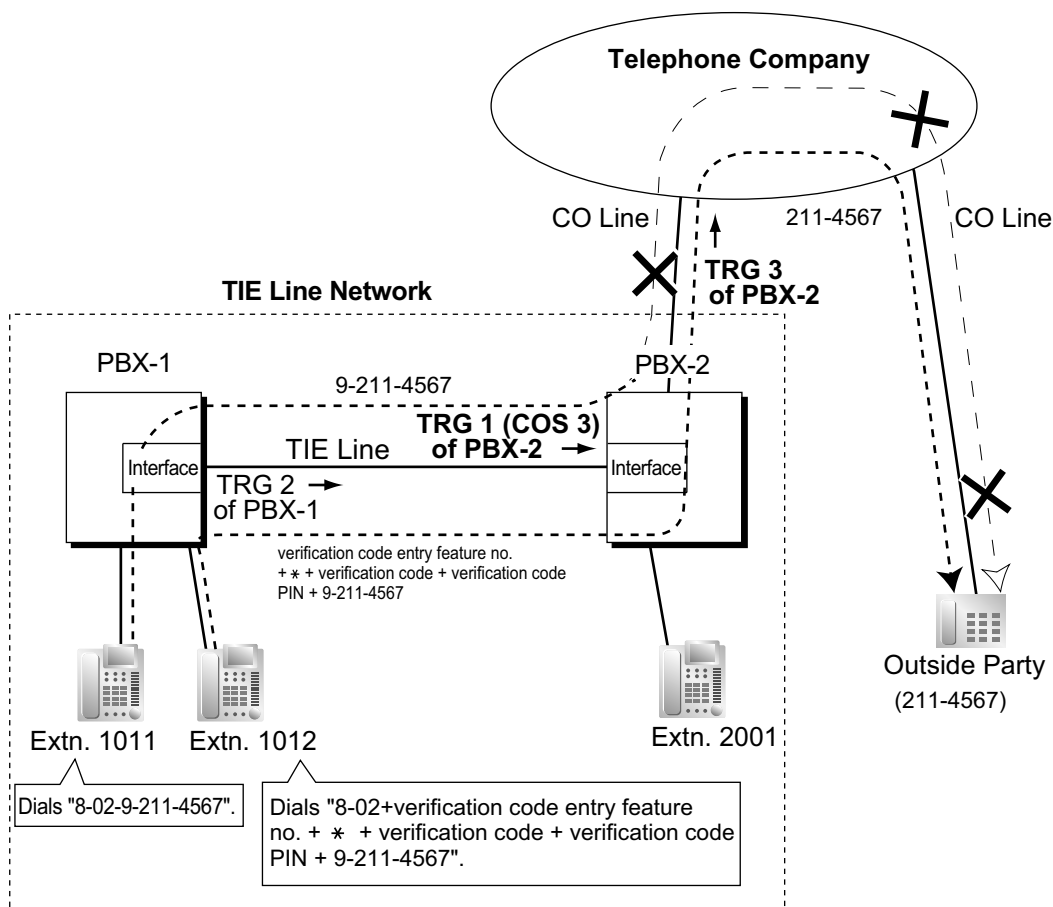 Telephone Company
CO Line
211-4567
CO Line
TRG 3
of PBX-2
TIE Line Network
PBX-1
PBX-2
9-211-4567
TRG 1 (COS 3)
of PBX-2
Interface
TIE Line
Interface
TRG 2
of PBX-1
verification code entry feature no.
+ * + verification code + verification code
PIN + 9-211-4567
Outside Party
(211-4567)
Extn. 1011
Extn. 1012
Extn. 2001
Dials "8-02-9-211-4567".
Dials "8-02+verification code entry feature
no. + * + verification code + verification code
PIN + 9-211-4567".